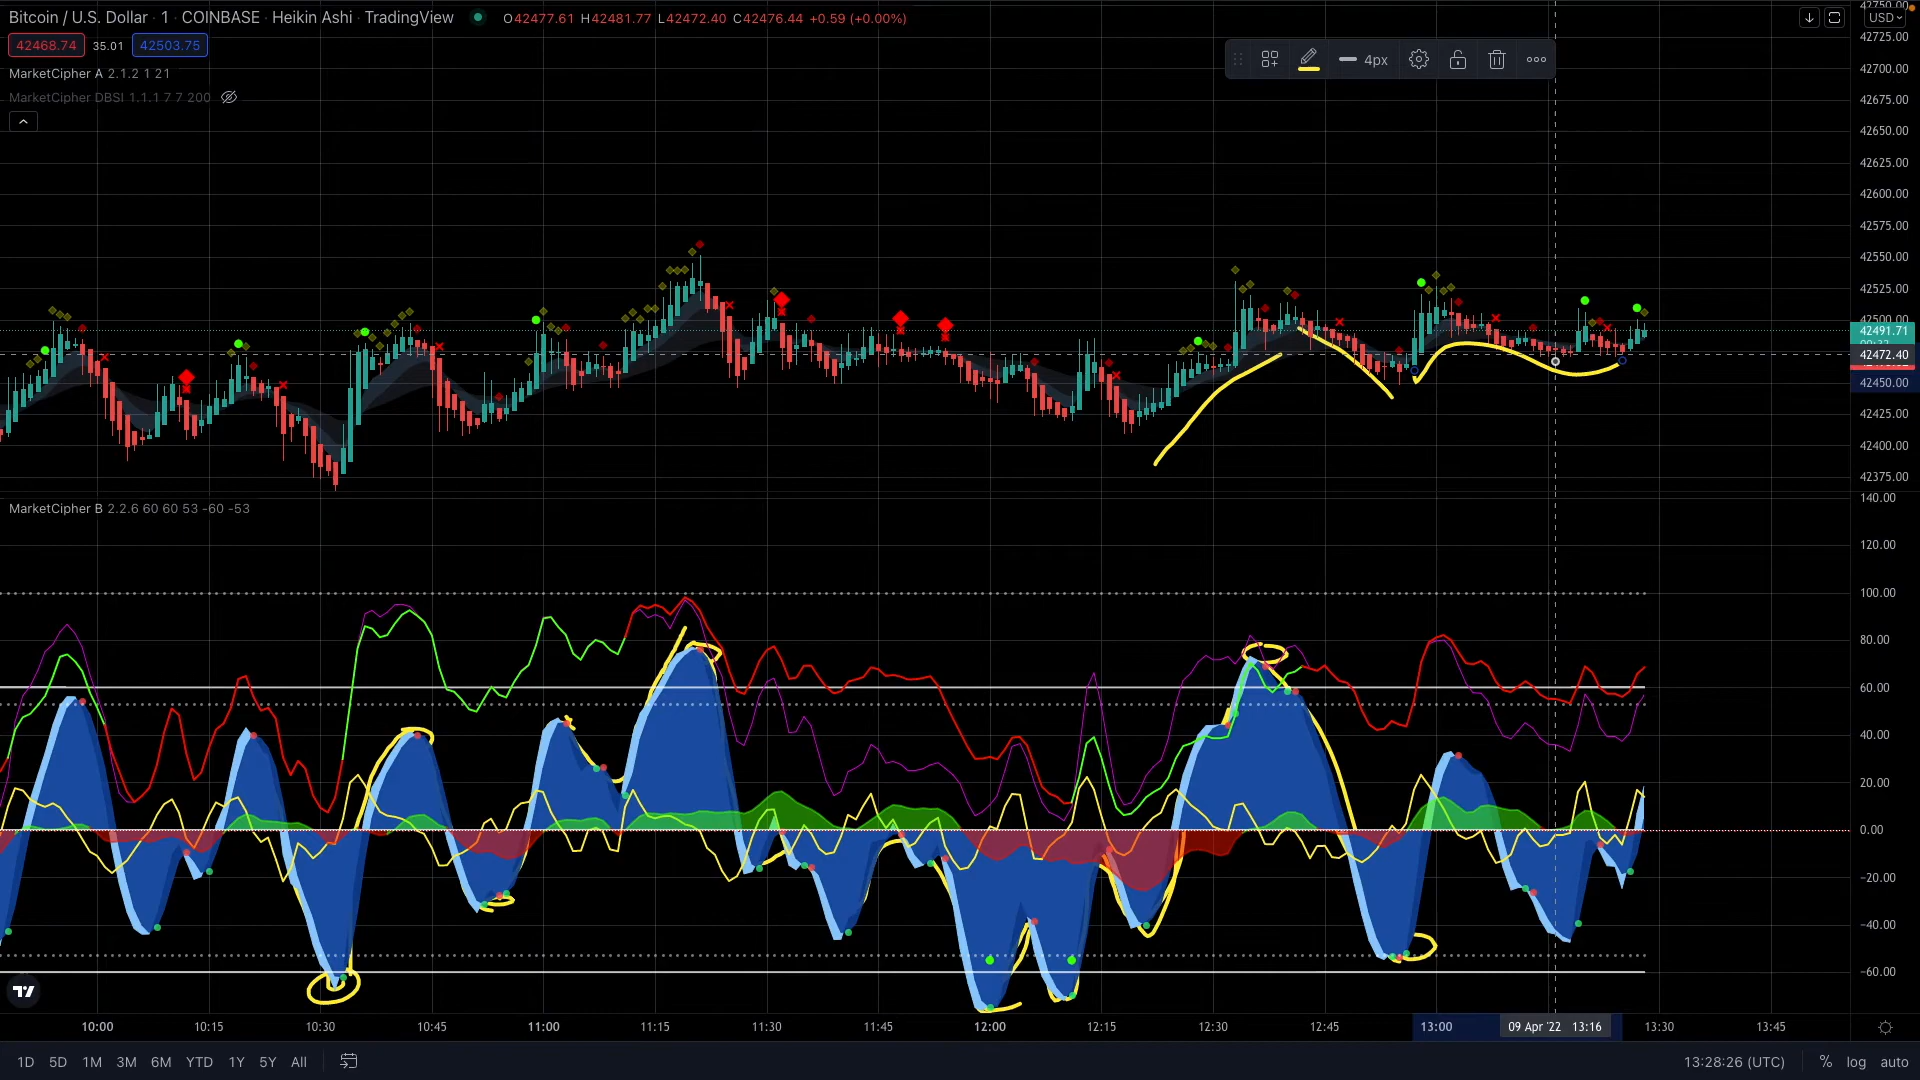 Bitcoin / U.S. Dollar · 1 · COINBASE · Heikin Ashi · TradingView
O42477.61 H42481.77 L42472.40 C42476.44 +0.59 (+0.00%)
USD
42468.74 35.01 42503.75
MarketCipher A 2.1.2 1 21
MarketCipher DBSI 1.1.1 7 7 200
4px
42750.00
42725.00
42700.00
42675.00
42650.00
42625.00
42600.00
42575.00
42550.00
42525.00
42500.00
42491.71
42472.40
42450.00
42425.00
42400.00
42375.00
MarketCipher B 2.2.6 60 60 53 -60 -53
140.00
120.00
100.00
80.00
60.00
40.00
20.00
0.00
−20.00
−40.00
−60.00
10:00 10:15 10:30 10:45 11:00 11:15 11:30 11:45 12:00 12:15 12:30 12:45 13:00 09 Apr '22 13:16 13:30 13:45
1D 5D 1M 3M 6M YTD 1Y 5Y All
13:28:26 (UTC) % log auto